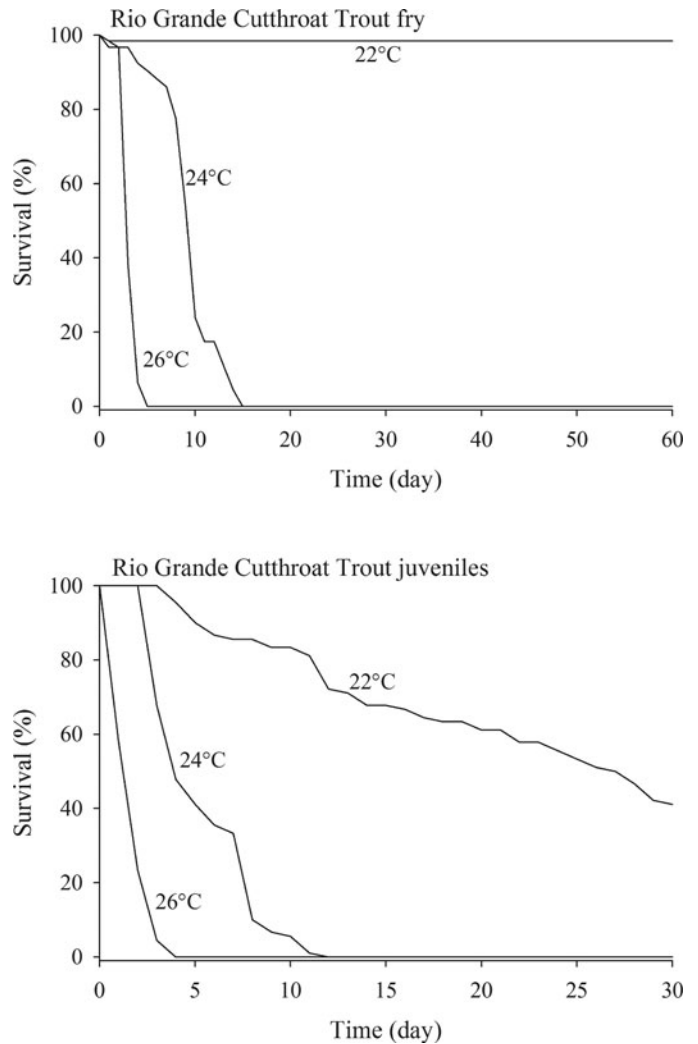 Rio Grande Cutthroat Trout fry
100
22°C
80
60
24°C
Survival (%)
40
20
26°C
0
0 10 20 30 40 50 60
Time (day)
Rio Grande Cutthroat Trout juveniles
100
80
22°C
60
24°C
Survival (%)
40
20
26°C
0
0 5 10 15 20 25 30
Time (day)